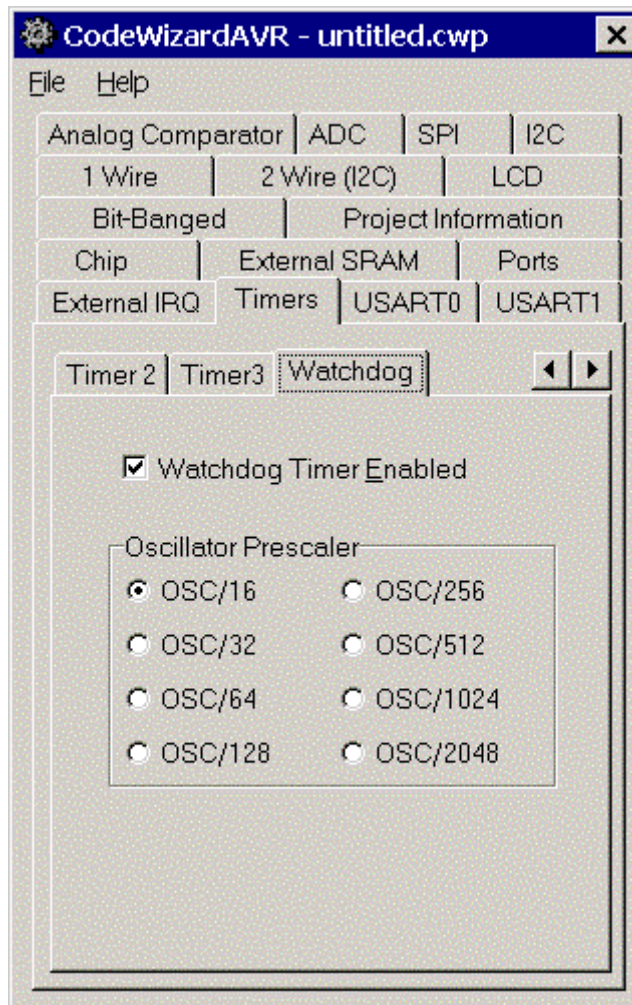 CodeWizardAVR - untitled.cwp
File Help
Analog Comparator ADC SPI I2C
1 Wire 2 Wire (I2C) LCD
Bit-Banged Project Information
Chip External SRAM Ports
External IRQ Timers USART0 USART1
Timer 2 Timer3 Watchdog
Watchdog Timer Enabled
Oscillator Prescaler
OSC/16 OSC/256
OSC/32 OSC/512
OSC/64 OSC/1024
OSC/128 OSC/2048